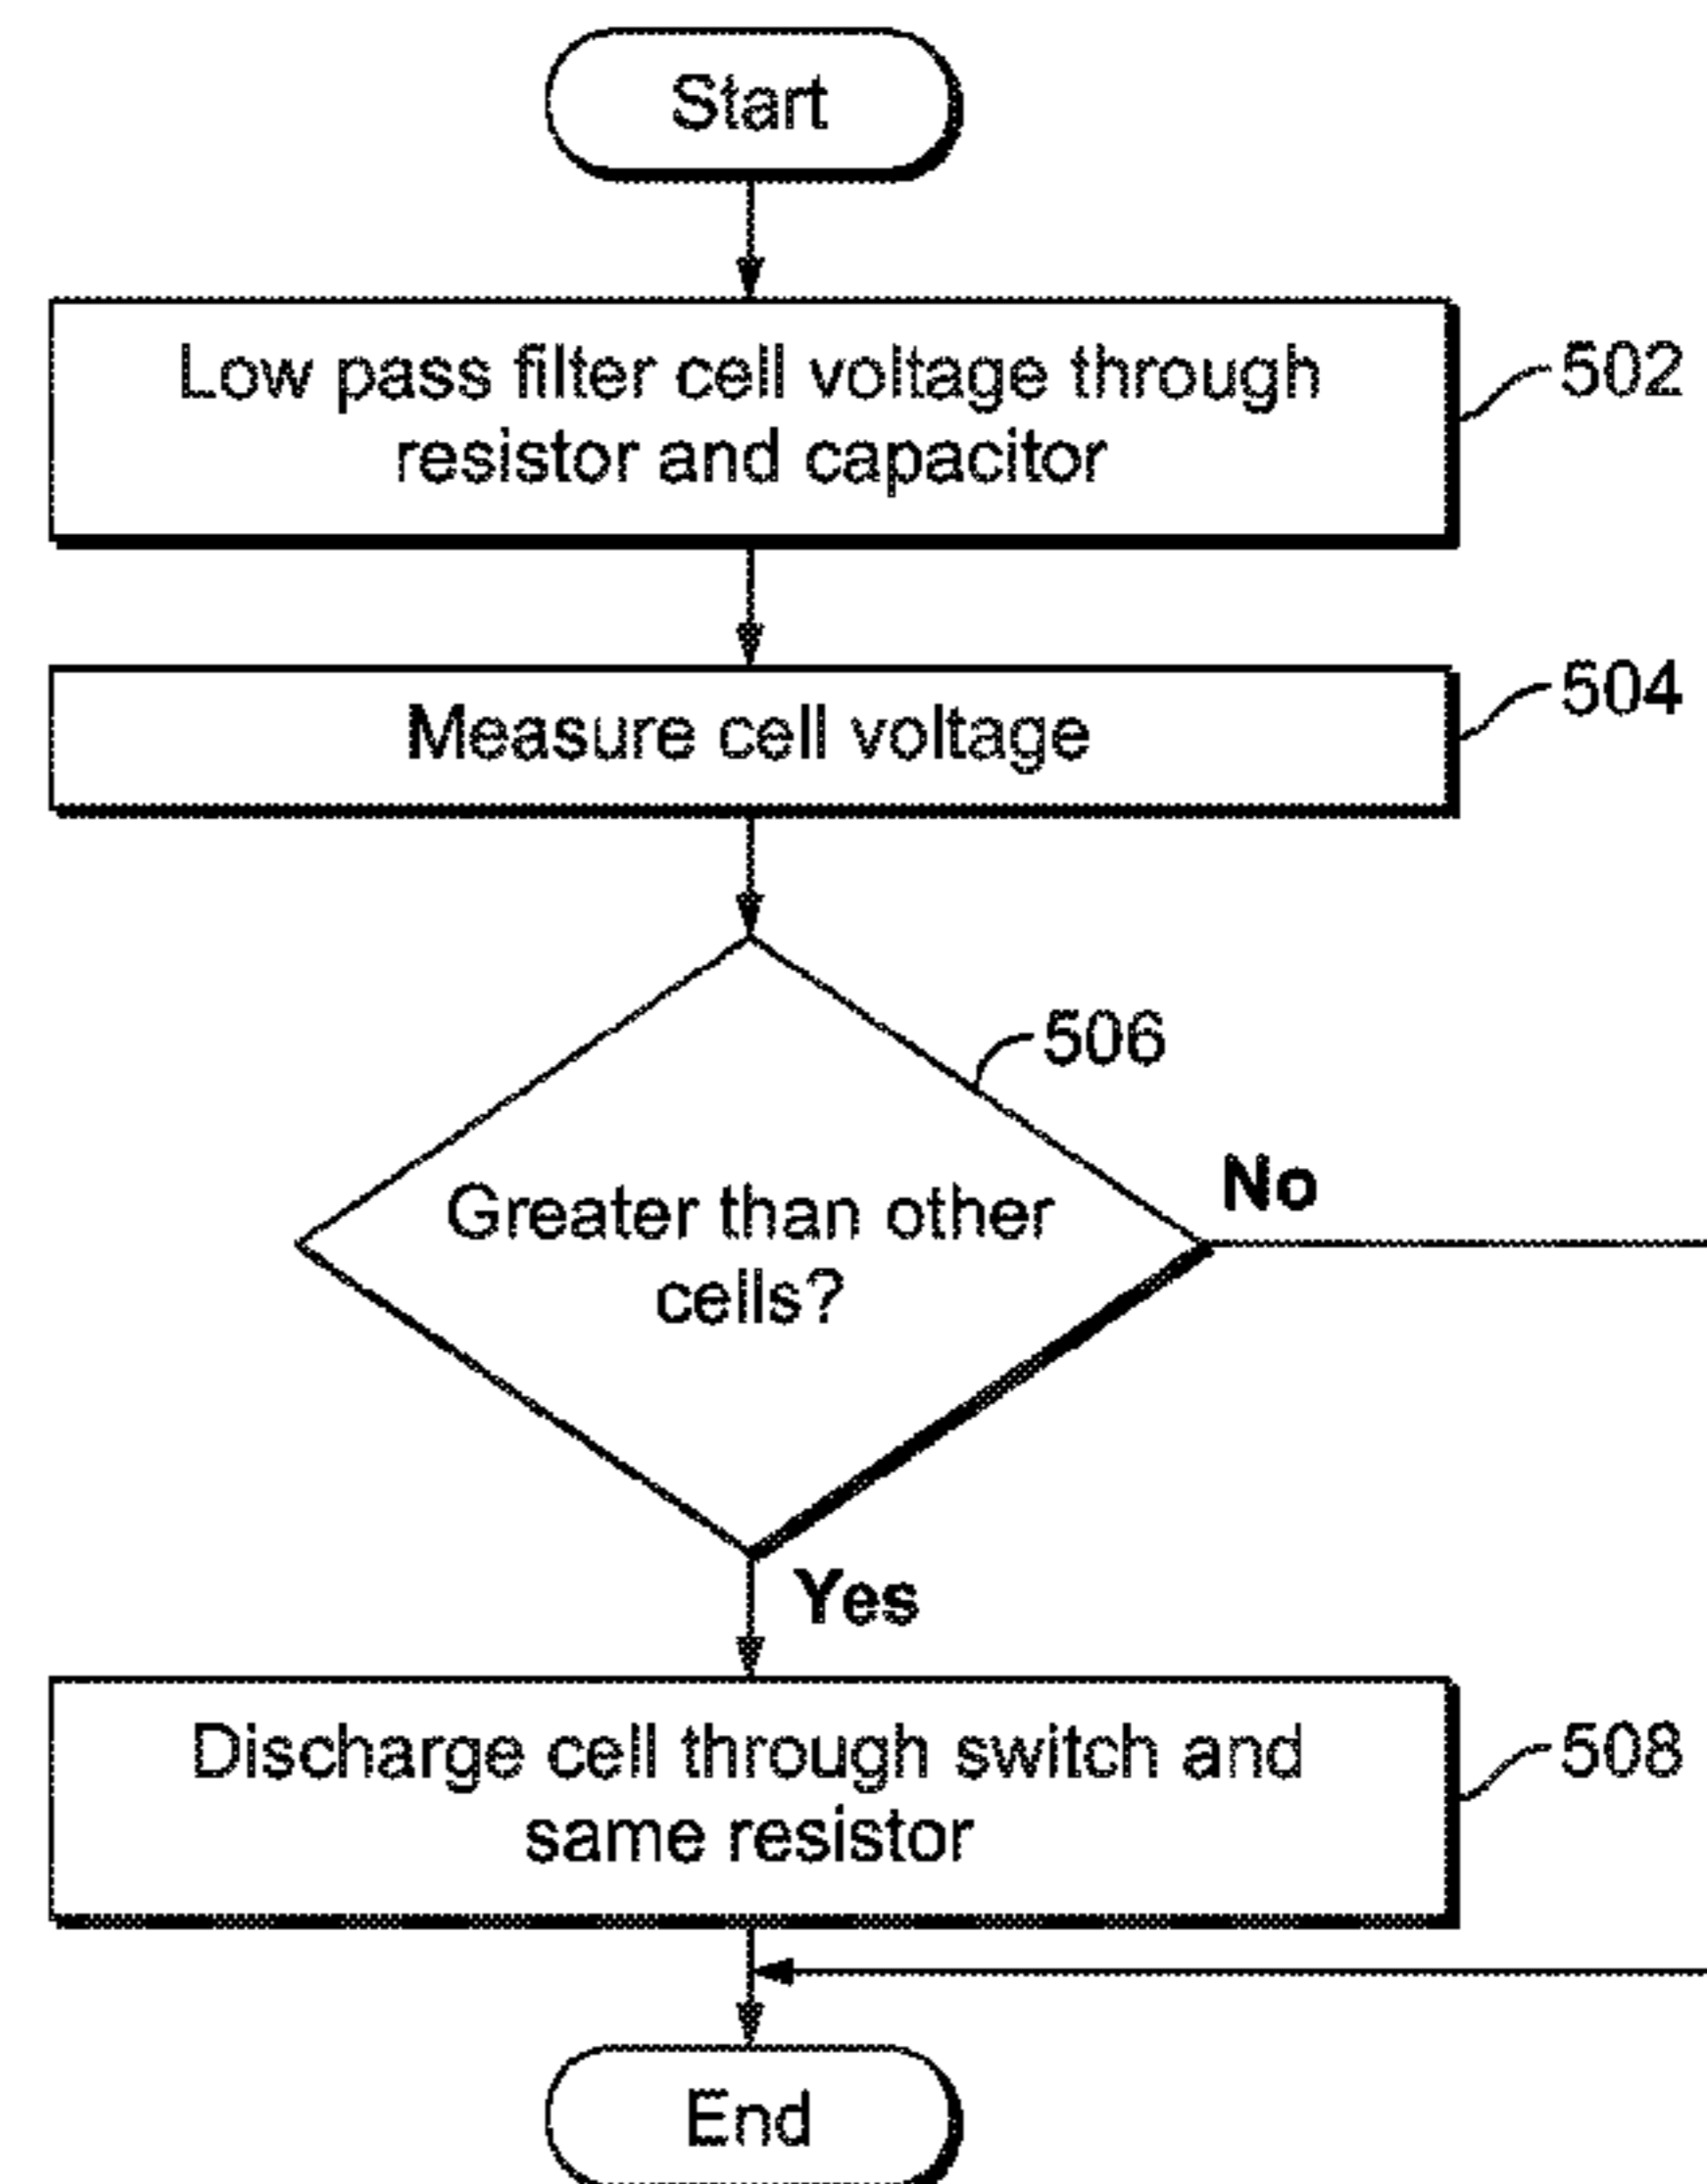 Start
Low pass filter cell voltage through
resistor and capacitor
502
Measure cell voltage
504
506
Greater than other
cells?
No
Yes
Discharge cell through switch and
same resistor
508
End